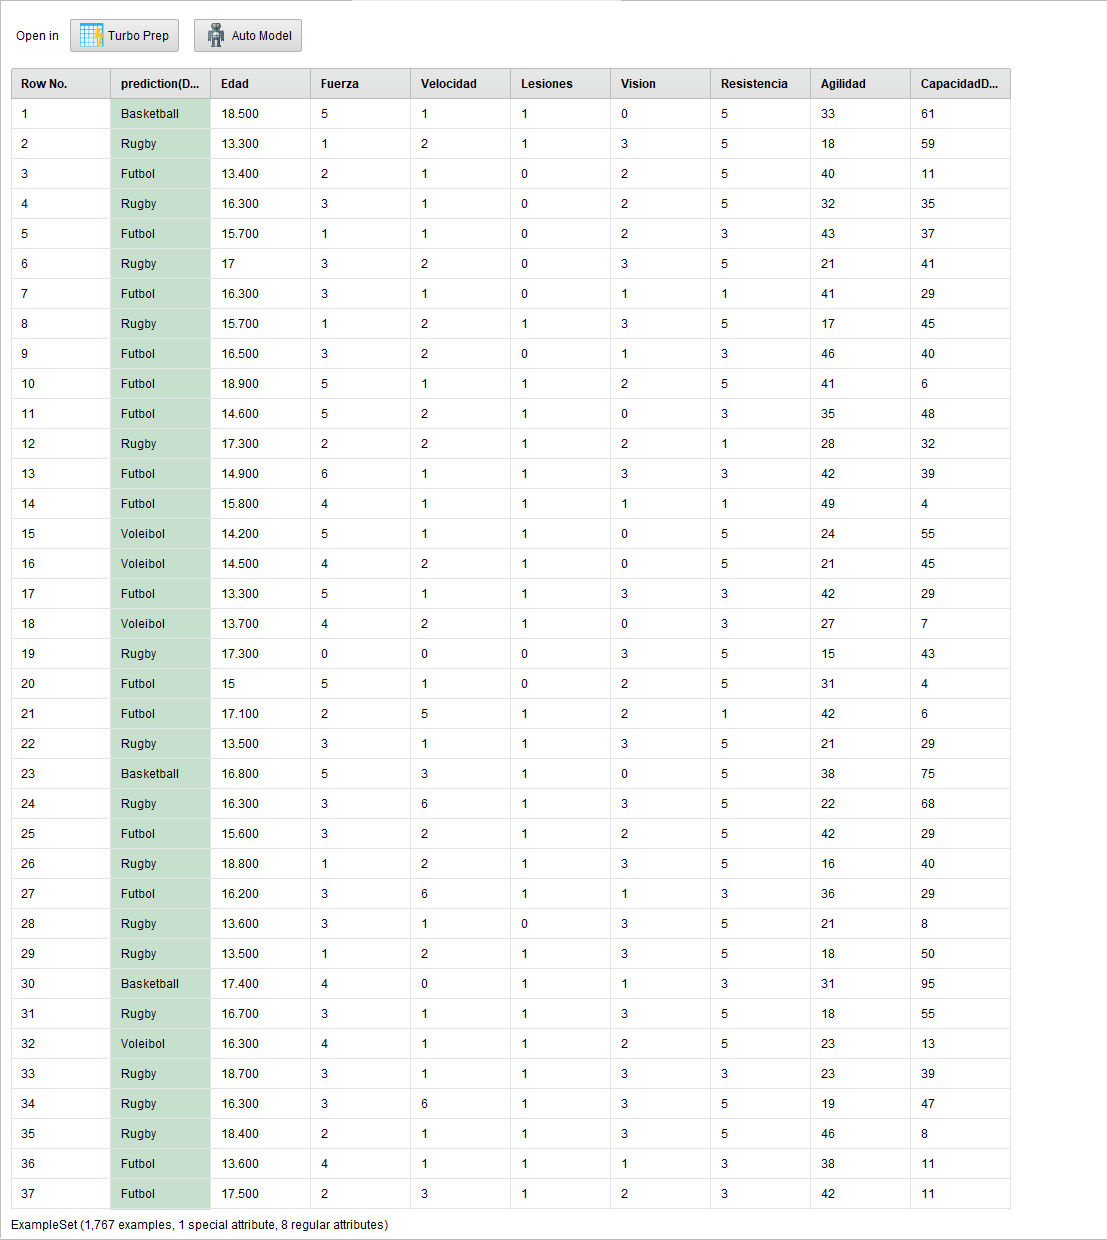 Open in Turbo Prep Auto Model
Row No. prediction(D... Edad Fuerza Velocidad Lesiones Vision Resistencia Agilidad CapacidadD...
1 Basketball 18.500 5 1 1 0 5 33 61
2 Rugby 13.300 1 2 1 3 5 18 59
3 Futbol 13.400 2 1 0 2 5 40 11
4 Rugby 16.300 3 1 0 2 5 32 35
5 Futbol 15.700 1 1 0 2 3 43 37
6 Rugby 17 3 2 0 3 5 21 41
7 Futbol 16.300 3 1 0 1 1 41 29
8 Rugby 15.700 1 2 1 3 5 17 45
9 Futbol 16.500 3 2 0 1 3 46 40
10 Futbol 18.900 5 1 1 2 5 41 6
11 Futbol 14.600 5 2 1 0 3 35 48
12 Rugby 17.300 2 2 1 2 1 28 32
13 Futbol 14.900 6 1 1 3 3 42 39
14 Futbol 15.800 4 1 1 1 1 49 4
15 Voleibol 14.200 5 1 1 0 5 24 55
16 Voleibol 14.500 4 2 1 0 5 21 45
17 Futbol 13.300 5 1 1 3 3 42 29
18 Voleibol 13.700 4 2 1 0 3 27 7
19 Rugby 17.300 0 0 0 3 5 15 43
20 Futbol 15 5 1 0 2 5 31 4
21 Futbol 17.100 2 5 1 2 1 42 6
22 Rugby 13.500 3 1 1 3 5 21 29
23 Basketball 16.800 5 3 1 0 5 38 75
24 Rugby 16.300 3 6 1 3 5 22 68
25 Futbol 15.600 3 2 1 2 5 42 29
26 Rugby 18.800 1 2 1 3 5 16 40
27 Futbol 16.200 3 6 1 1 3 36 29
28 Rugby 13.600 3 1 0 3 5 21 8
29 Rugby 13.500 1 2 1 3 5 18 50
30 Basketball 17.400 4 0 1 1 3 31 95
31 Rugby 16.700 3 1 1 3 5 18 55
32 Voleibol 16.300 4 1 1 2 5 23 13
33 Rugby 18.700 3 1 1 3 3 23 39
34 Rugby 16.300 3 6 1 3 5 19 47
35 Rugby 18.400 2 1 1 3 5 46 8
36 Futbol 13.600 4 1 1 1 3 38 11
37 Futbol 17.500 2 3 1 2 3 42 11
ExampleSet (1,767 examples, 1 special attribute, 8 regular attributes)